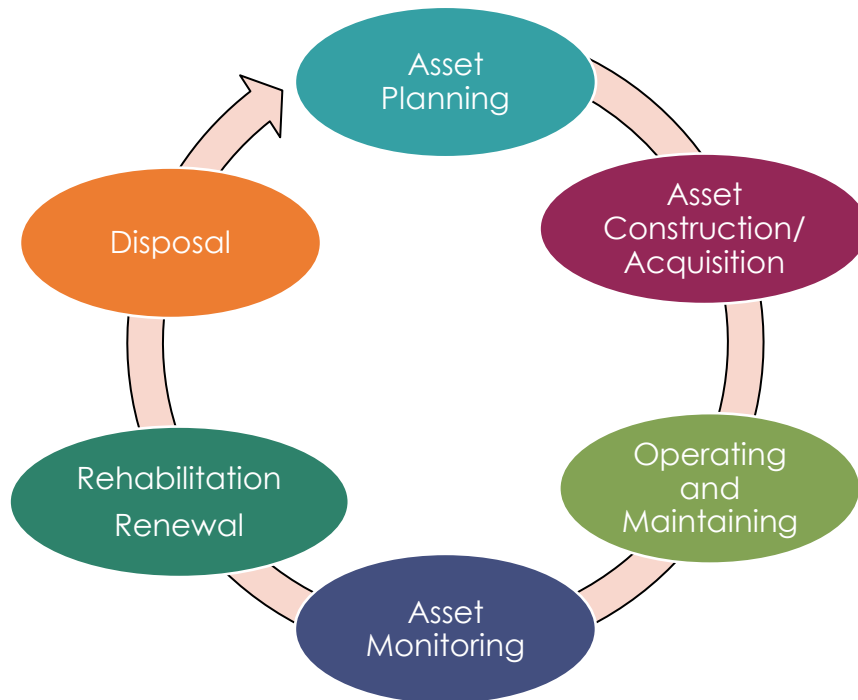 Asset
Planning
Asset
Construction/
Acquisition
Operating
and
Maintaining
Asset
Monitoring
Rehabilitation
Renewal
Disposal